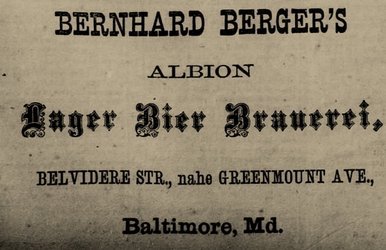 BERNHARD BERGER'S
ALBION
Lager Bier Brauerei,
BELVIDERE STR., nahe GREENMOUNT AVE.,
Baltimore, Md.